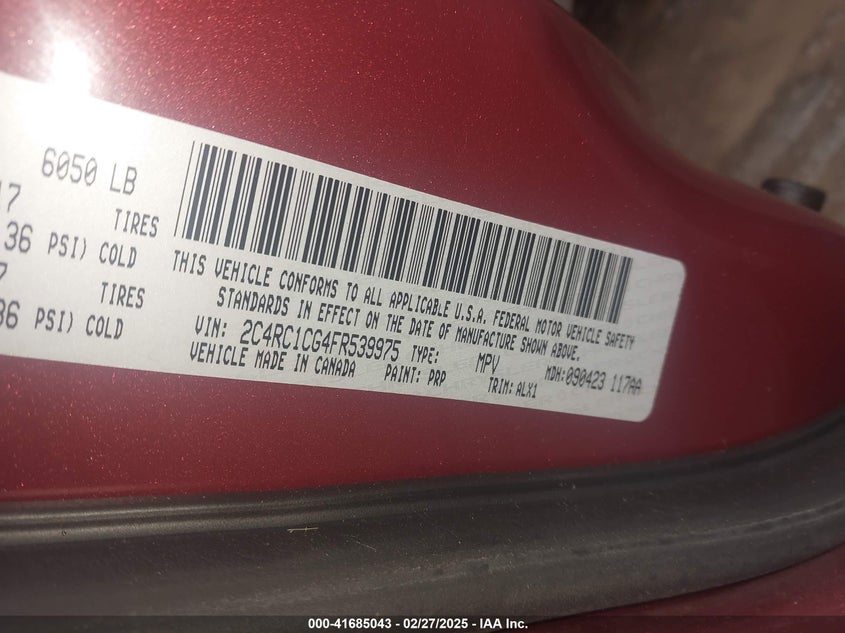 6050 LB
17 TIRES
36 PSI) COLD
7 TIRES
36 PSI) COLD
THIS VEHICLE CONFORMS TO ALL APPLICABLE U.S.A. FEDERAL MOTOR VEHICLE SAFETY
STANDARDS IN EFFECT ON THE DATE OF MANUFACTURE SHOWN ABOVE.
VIN: 2C4RC1CG4FR539975 TYPE: MPV MDH:090423 117AA
VEHICLE MADE IN CANADA PAINT: PRP TRIM: ALX1
000-41685043 — 02/27/2025 – IAA Inc.